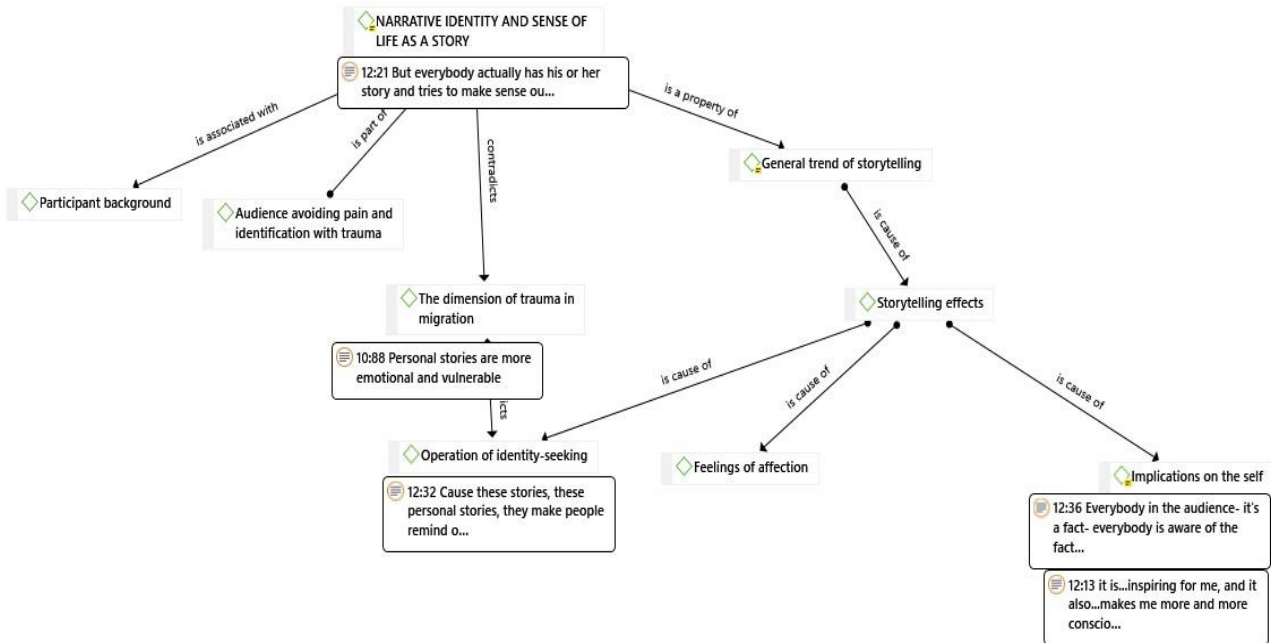 NARRATIVE IDENTITY AND SENSE OF
LIFE AS A STORY
12:21 But everybody actually has his or her
story and tries to make sense ou...
is associated with
is part of
contradicts
is a property of
Participant background
Audience avoiding pain and
identification with trauma
General trend of storytelling
is cause of
The dimension of trauma in
migration
10:88 Personal stories are more
emotional and vulnerable
icts
Storytelling effects
is cause of
is cause of
is cause of
Operation of identity-seeking
12:32 Cause these stories, these
personal stories, they make people
remind o...
Feelings of affection
Implications on the self
12:36 Everybody in the audience- it's
a fact- everybody is aware of the
fact...
12:13 it is...inspiring for me, and it
also...makes me more and more
conscio...